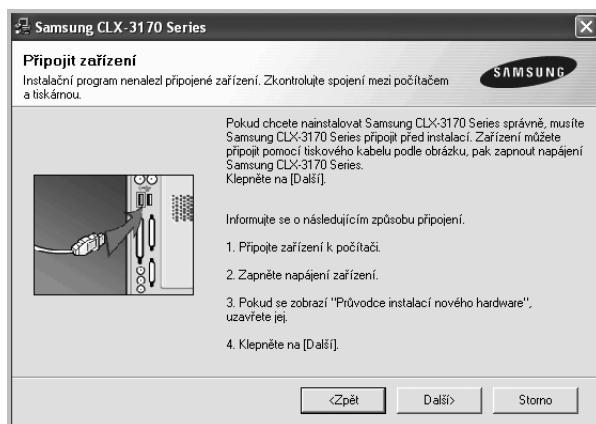 Samsung CLX-3170 Series
Připojit zařízení
Instalační program nenalezl připojené zařízení. Zkontrolujte spojení mezi počítačem
a tiskárnou.
SAMSUNG
Pokud chcete nainstalovat Samsung CLX-3170 Series správně, musíte
Samsung CLX-3170 Series připojit před instalací. Zařízení můžete
připojit pomocí tiskového kabelu podle obrázku, pak zapnout napájení
Samsung CLX-3170 Series.
Klepněte na [Další].
Informujte se o následujícím způsobu připojení.
1. Připojte zařízení k počítači.
2. Zapněte napájení zařízení.
3. Pokud se zobrazí "Průvodce instalací nového hardware",
uzavřete jej.
4. Klepněte na [Další].
<Zpět
Další>
Storno